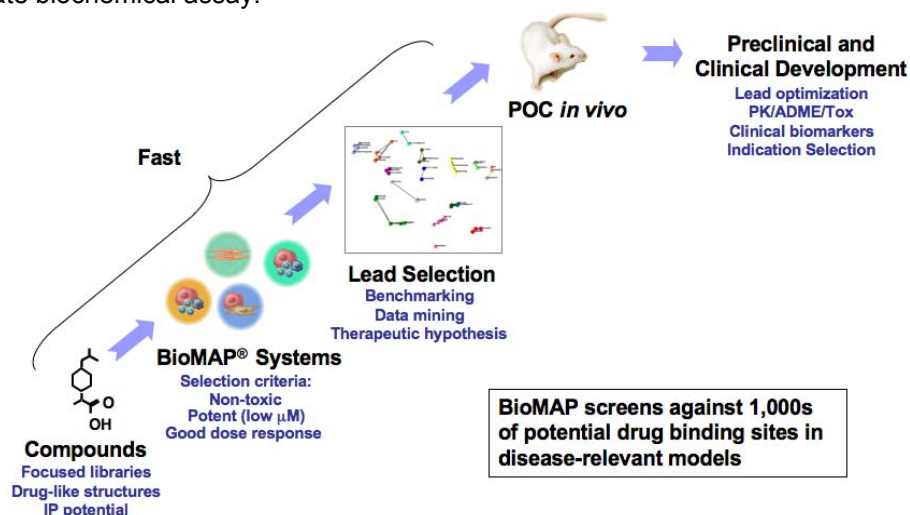 ate biochemical assay.
Preclinical and
Clinical Development
Lead optimization
PK/ADME/Tox
Clinical biomarkers
Indication Selection
POC in vivo
Fast
Lead Selection
Benchmarking
Data mining
Therapeutic hypothesis
BioMAP® Systems
Selection criteria:
Non-toxic
Potent (low μM)
Good dose response
O
OH
Compounds
Focused libraries
Drug-like structures
IP potential
BioMAP screens against 1,000s
of potential drug binding sites in
disease-relevant models